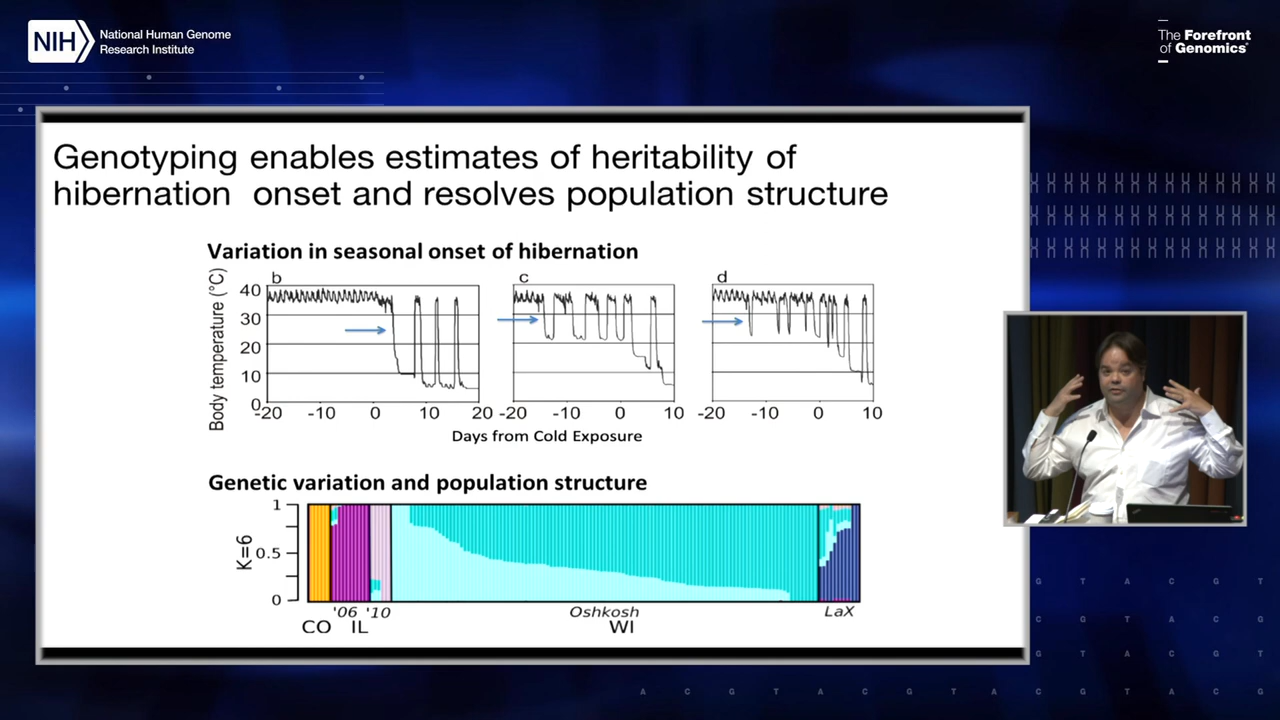 NIH
National Human Genome
Research Institute
The Forefront
of Genomics®
Genotyping enables estimates of heritability of
hibernation onset and resolves population structure
Variation in seasonal onset of hibernation
b
c
d
Body temperature (°C)
40
30
20
10
0
-20 -10 0 10 20
-20 -10 0 10
-20 -10 0 10
Days from Cold Exposure
Genetic variation and population structure
K=6
1
0.5
0
'06 '10 Oshkosh LaX
CO IL WI
G T A C G T
C G T A C G
G T A C G T
A C G T A C G T A C G T A C G